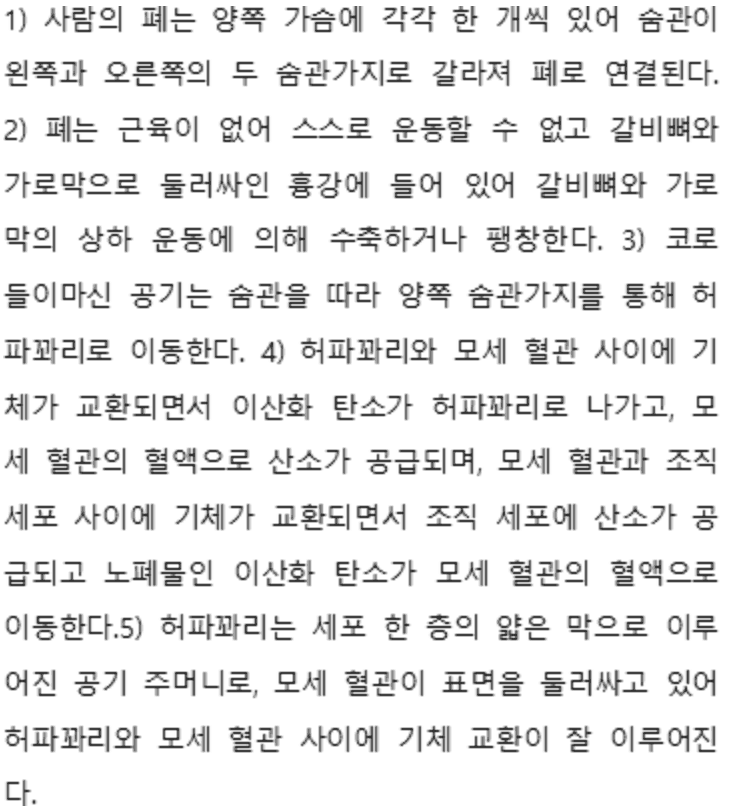 1) 사람의 폐는 양쪽 가슴에 각각 한 개씩 있어 숨관이
왼쪽과 오른쪽의 두 숨관가지로 갈라져 폐로 연결된다.
2) 폐는 근육이 없어 스스로 운동할 수 없고 갈비뼈와
가로막으로 둘러싸인 흉강에 들어 있어 갈비뼈와 가로
막의 상하 운동에 의해 수축하거나 팽창한다. 3) 코로
들이마신 공기는 숨관을 따라 양쪽 숨관가지를 통해 허
파꽈리로 이동한다. 4) 허파꽈리와 모세 혈관 사이에 기
체가 교환되면서 이산화 탄소가 허파꽈리로 나가고, 모
세 혈관의 혈액으로 산소가 공급되며, 모세 혈관과 조직
세포 사이에 기체가 교환되면서 조직 세포에 산소가 공
급되고 노폐물인 이산화 탄소가 모세 혈관의 혈액으로
이동한다.5) 허파꽈리는 세포 한 층의 얇은 막으로 이루
어진 공기 주머니로, 모세 혈관이 표면을 둘러싸고 있어
허파꽈리와 모세 혈관 사이에 기체 교환이 잘 이루어진
다.